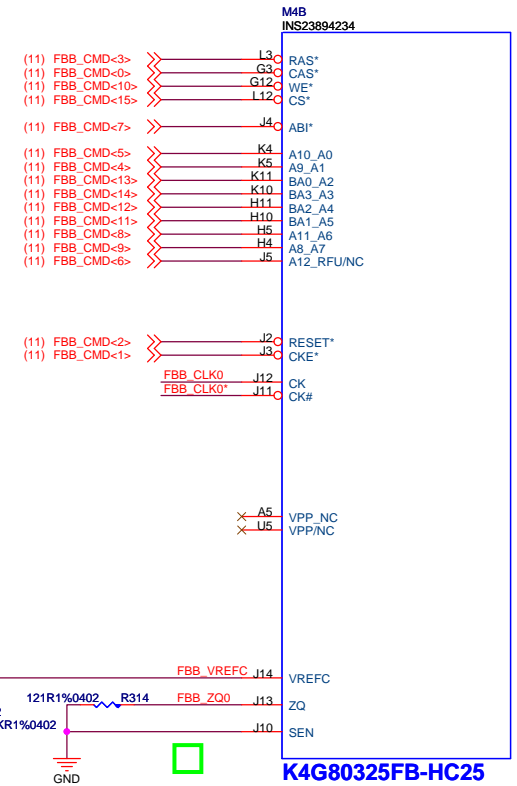 M4B
INS23894234
(11) FBB_CMD<3> L3 RAS*
(11) FBB_CMD<0> G3 CAS*
(11) FBB_CMD<10> G12 WE*
(11) FBB_CMD<15> L12 CS*
(11) FBB_CMD<7> J4 ABI*
(11) FBB_CMD<5> K4 A10_A0
(11) FBB_CMD<4> K5 A9_A1
(11) FBB_CMD<13> K11 BA0_A2
(11) FBB_CMD<14> K10 BA3_A3
(11) FBB_CMD<12> H11 BA2_A4
(11) FBB_CMD<11> H10 BA1_A5
(11) FBB_CMD<8> H5 A11_A6
(11) FBB_CMD<9> H4 A8_A7
(11) FBB_CMD<6> J5 A12_RFU/NC
(11) FBB_CMD<2> J2 RESET*
(11) FBB_CMD<1> J3 CKE*
FBB_CLK0 J12 CK
FBB_CLK0* J11 CK#
A5 VPP_NC
U5 VPP/NC
FBB_VREFC J14 VREFC
121R1%0402 R314 FBB_ZQ0 J13 ZQ
KR1%0402 J10 SEN
GND
K4G80325FB-HC25